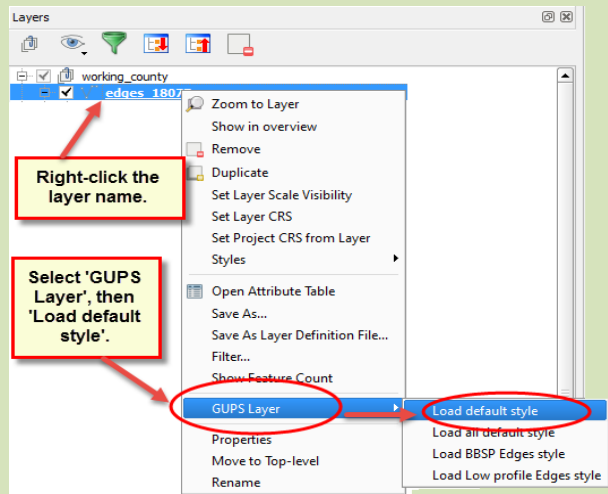 Layers
working_county
edges_1807
Zoom to Layer
Show in overview
Remove
Duplicate
Set Layer Scale Visibility
Set Layer CRS
Set Project CRS from Layer
Styles
Open Attribute Table
Save As...
Save As Layer Definition File...
Filter...
Show Feature Count
GUPS Layer
Properties
Move to Top-level
Rename
Load default style
Load all default style
Load BBSP Edges style
Load Low profile Edges style
Right-click the
layer name.
Select 'GUPS
Layer', then
'Load default
style'.